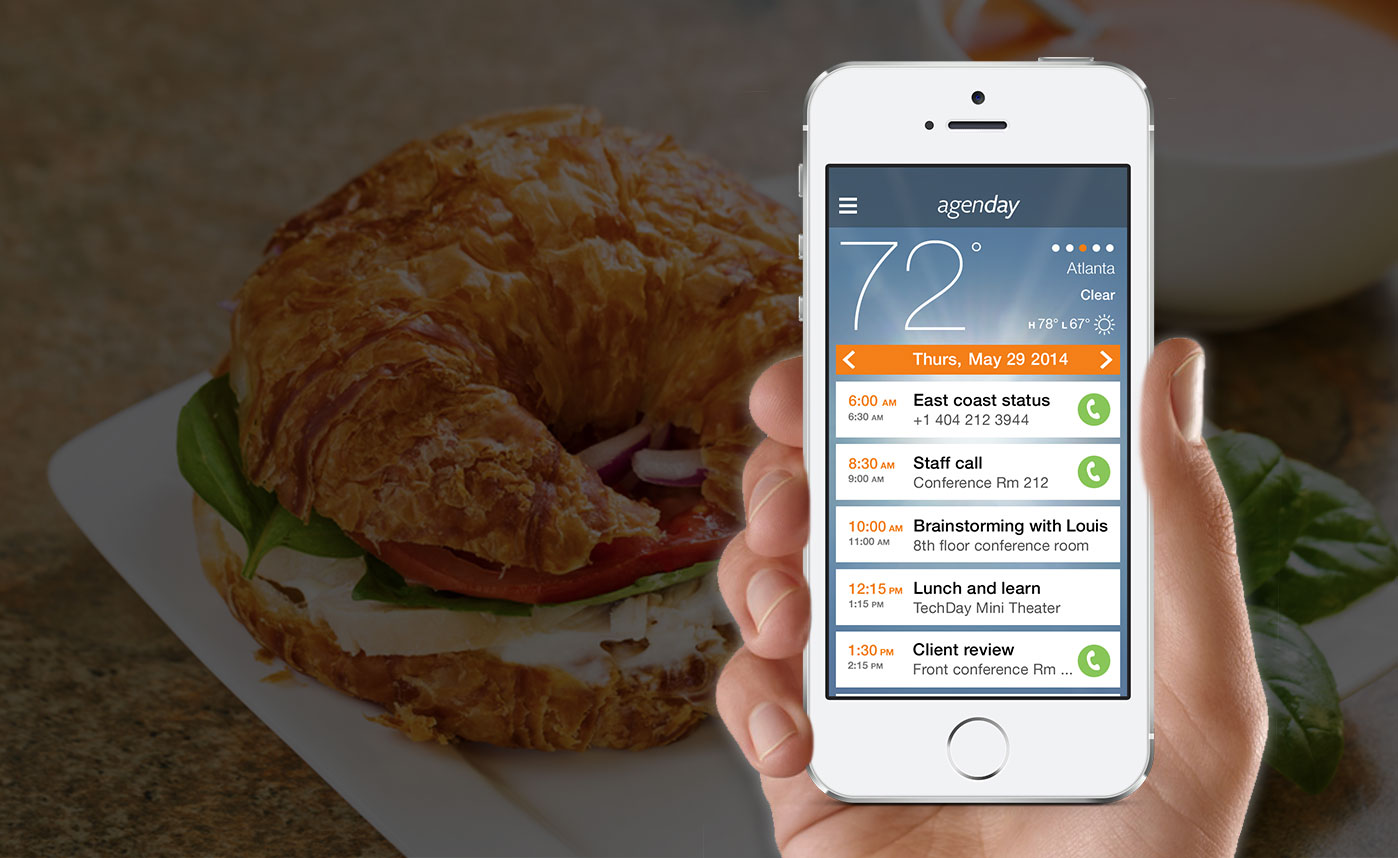 agenday
72°
Atlanta
Clear
H 78° L 67°
Thurs, May 29 2014
6:00 AM East coast status
6:30 AM +1 404 212 3944
8:30 AM Staff call
9:00 AM Conference Rm 212
10:00 AM Brainstorming with Louis
11:00 AM 8th floor conference room
12:15 PM Lunch and learn
1:15 PM TechDay Mini Theater
1:30 PM Client review
2:15 PM Front conference Rm ...